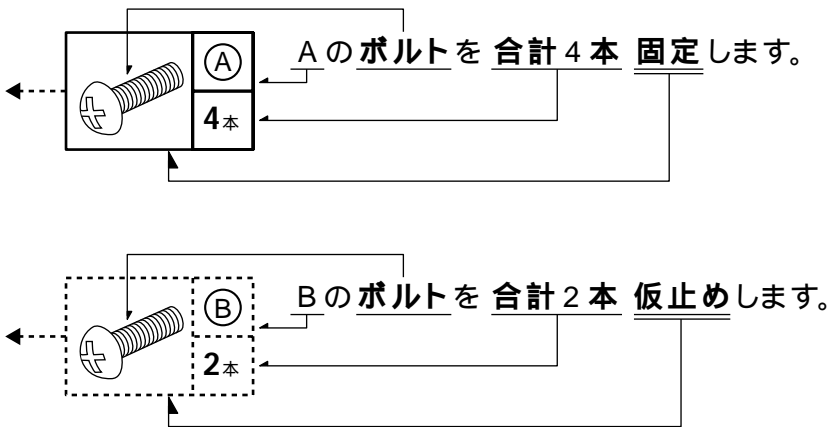 Ⓐ
4本
Aのボルトを 合計4本 固定します。
Ⓑ
2本
Bのボルトを 合計2本 仮止めします。